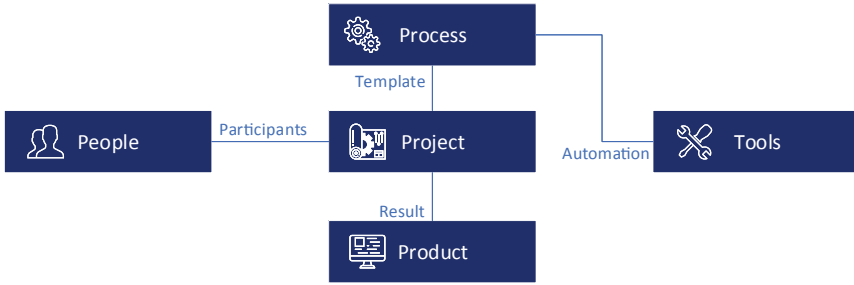 Process
Template
People
Participants
Project
Automation
Tools
Result
Product